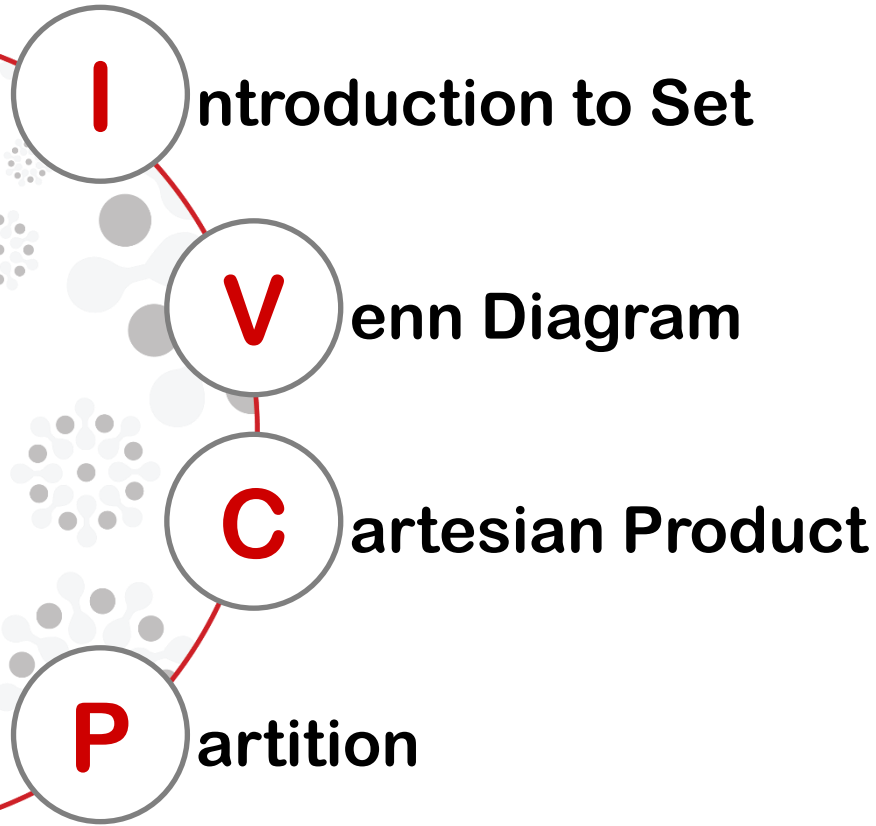 Introduction to Set
Venn Diagram
Cartesian Product
Partition